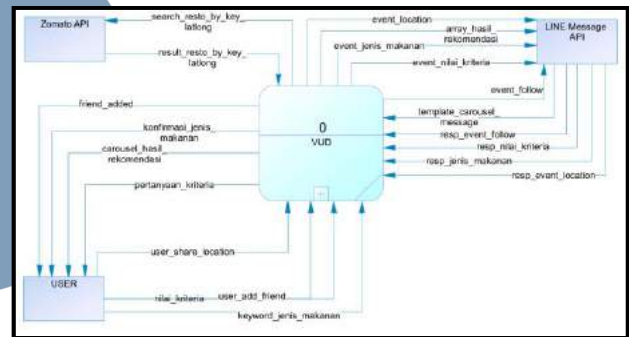 search_resto_by_key_
latlong
Zomato API
result_resto_by_key_
latlong
event_location
array_hasil_
rekomendasi
event_jenis_makanan
event_nilai_kriteria
LINE Message
API
event_follow
friend_added
konfirmasi_jenis_
makanan
carousel_hasil_
rekomendasi
pertanyaan_kriteria
0
VUD
template_carousel_
message
resp_event_follow
resp_nilai_kriteria
resp_jenis_makanan
resp_event_location
user_share_location
USER
nilai_kriteria
user_add_friend
keyword_jenis_makanan